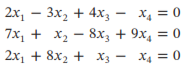 2x₁ − 3x₂ + 4x₃ − x₄ = 0
7x₁ + x₂ − 8x₃ + 9x₄ = 0
2x₁ + 8x₂ + x₃ − x₄ = 0